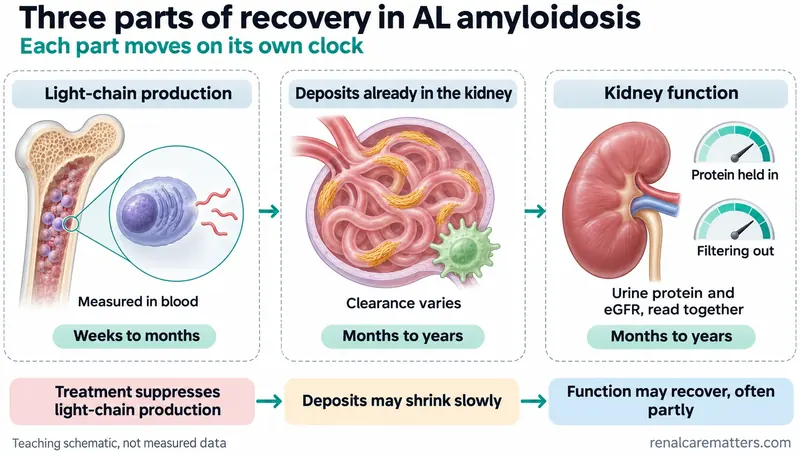 Three parts of recovery in AL amyloidosis
Each part moves on its own clock
Light-chain production
Measured in blood
Weeks to months
Deposits already in the kidney
Clearance varies
Months to years
Kidney function
Protein held in
Filtering out
Urine protein and
eGFR, read together
Months to years
Treatment suppresses
light-chain production
Deposits may shrink slowly
Function may recover, often
partly
Teaching schematic, not measured data
renalcarematters.com